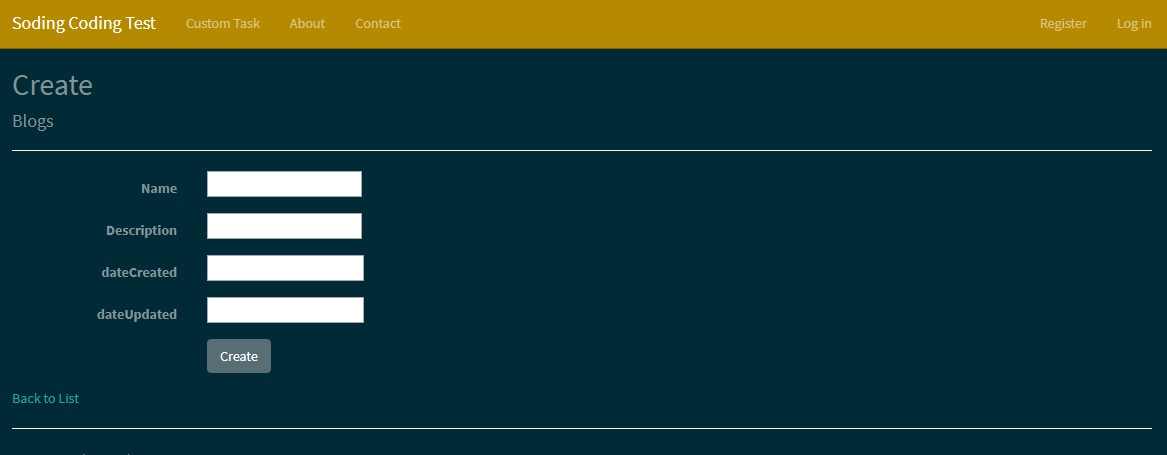 Soding Coding Test Custom Task About Contact Register Log in
Create
Blogs
Name
Description
dateCreated
dateUpdated
Create
Back to List